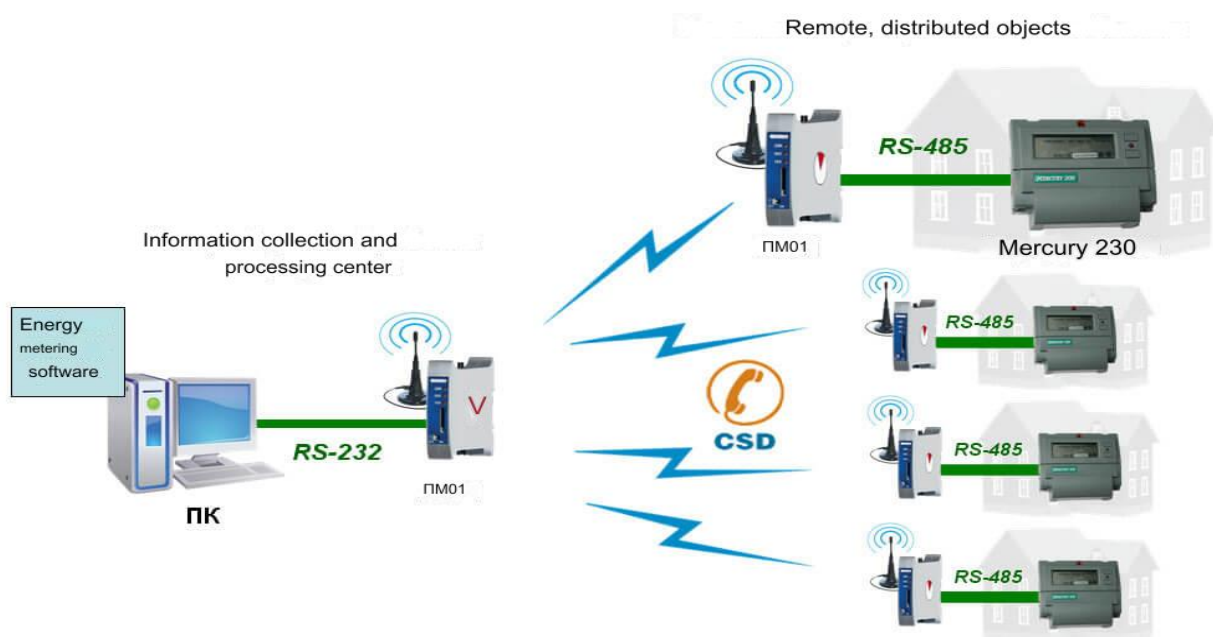 Remote, distributed objects
RS-485
ПМ01
Mercury 230
Information collection and
processing center
Energy
metering
software
RS-232
ПМ01
ПК
CSD
RS-485
RS-485
RS-485